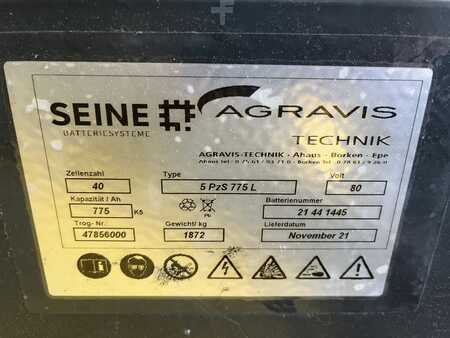 SEINE AGRAVIS
BATTERIESYSTEME
TECHNIK
AGRAVIS-TECHNIK - Ahaus - Borken - Epe
Zellenzahl Type Volt
40 5 PzS 775 L 80
Kapazität / Ah Batterienummer
775 K5 Pb 21 44 1445
Trog- Nr.: Gewicht/ kg Lieferdatum
47856000 1872 November 21